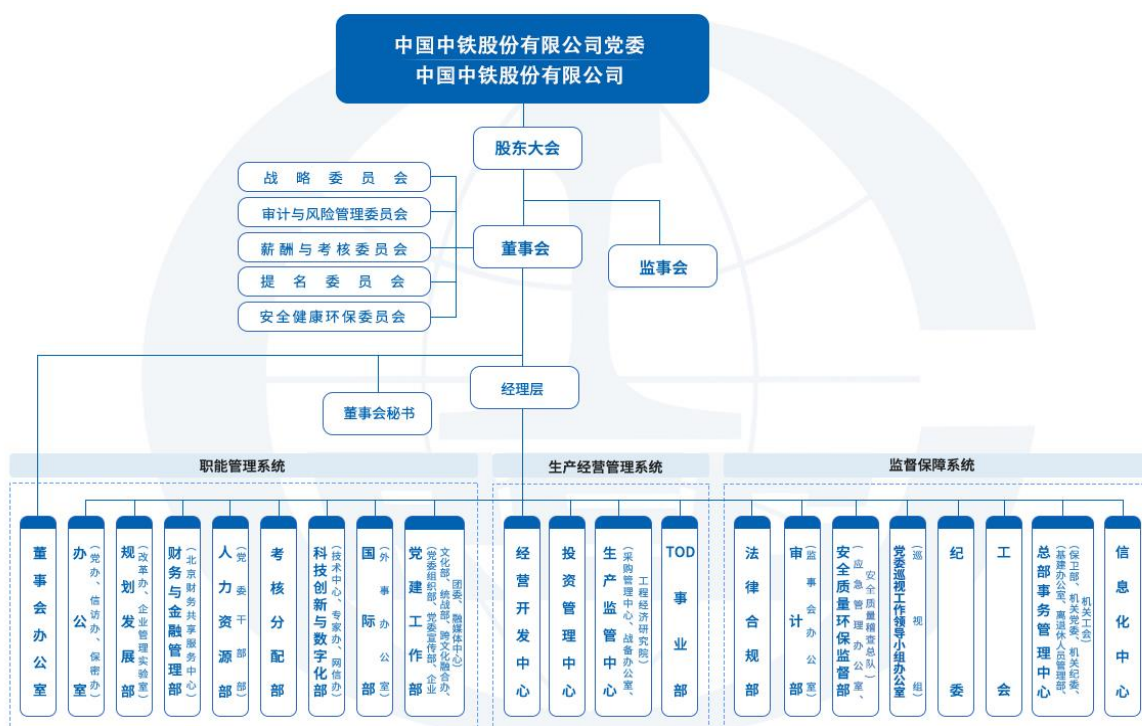 中国中铁股份有限公司党委
中国中铁股份有限公司
股东大会
战略委员会
审计与风险管理委员会
薪酬与考核委员会
提名委员会
安全健康环保委员会
董事会
监事会
经理层
董事会秘书
职能管理系统
生产经营管理系统
监督保障系统
董事会办公室
办公室
(党办、信访办、保密办)
规划发展部
(改革办、企业管理实验室)
财务与金融管理部
(北京财务共享服务中心)
人力资源部
(党委干部部)
考核分配部
科技创新与数字化部
(技术中心、专家办、网信办)
国际部
(外事办公室)
党建工作部
(党委组织部、党委宣传部、企业
文化部、统战部、跨文化融合办、
团委、融媒体中心)
经营开发中心
投资管理中心
生产监管中心
(采购管理中心、战备办公室、
工程经济研究院)
TOD事业部
法律合规部
审计部
(监事会办公室)
安全质量环保监督部
(应急管理办公室、
安全质量稽查总队)
党委巡视工作领导小组办公室
(巡视组)
纪委
工会
总部事务管理中心
(保卫部、机关党委、机关纪委、
基建办公室、离退休人员管理部、
机关工会)
信息化中心